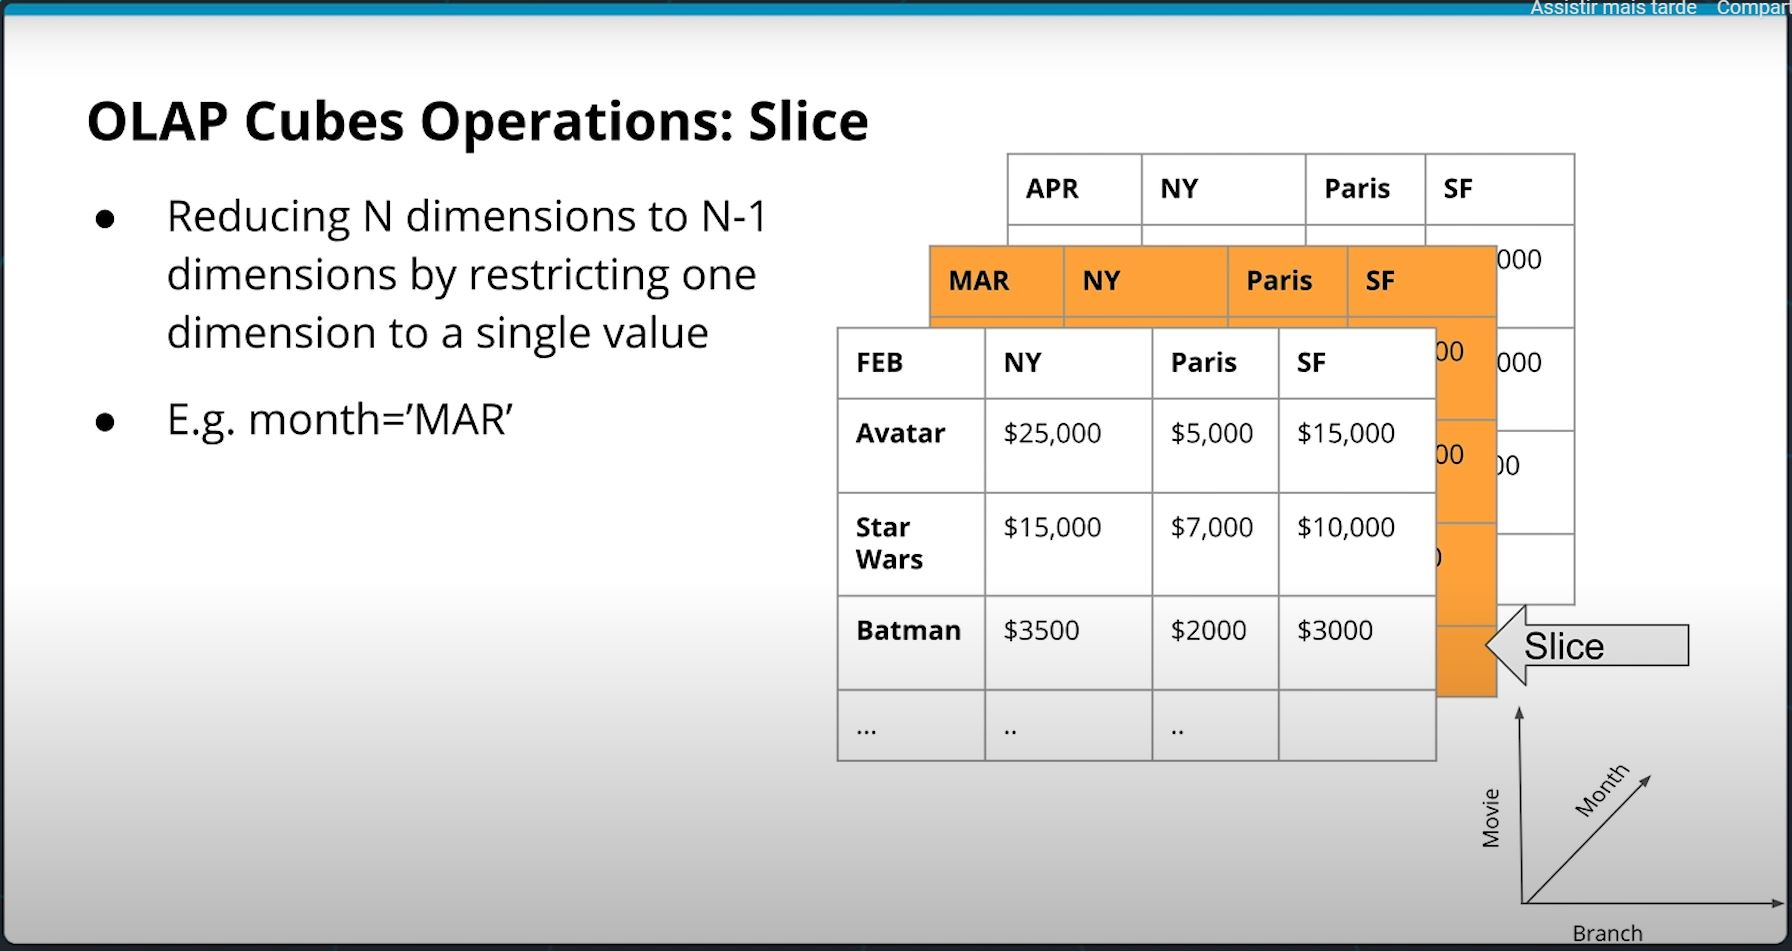 Assistir mais tarde Compart
OLAP Cubes Operations: Slice
● Reducing N dimensions to N-1
dimensions by restricting one
dimension to a single value
● E.g. month=’MAR’
APR NY Paris SF
000
000
00
MAR NY Paris SF
00
00
FEB NY Paris SF
Avatar $25,000 $5,000 $15,000
Star
Wars $15,000 $7,000 $10,000
Batman $3500 $2000 $3000
... .. ..
Slice
Movie
Month
Branch